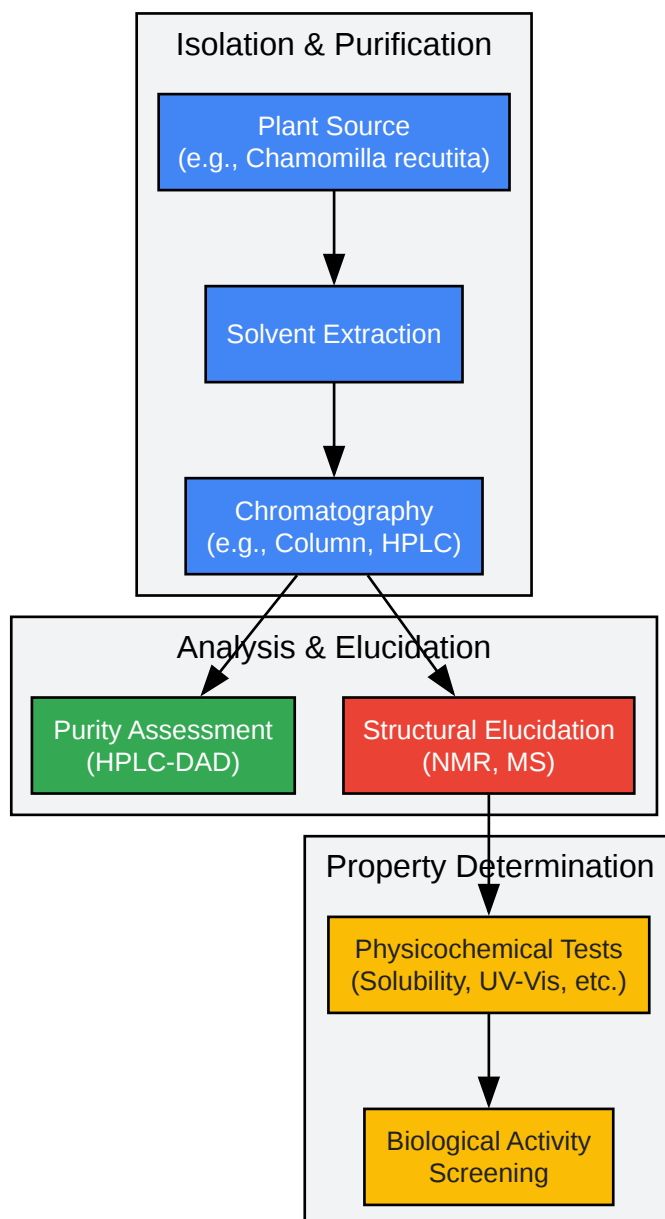 Isolation & Purification
Plant Source
(e.g., Chamomilla recutita)
Solvent Extraction
Chromatography
(e.g., Column, HPLC)
Analysis & Elucidation
Purity Assessment
(HPLC-DAD)
Structural Elucidation
(NMR, MS)
Property Determination
Physicochemical Tests
(Solubility, UV-Vis, etc.)
Biological Activity
Screening